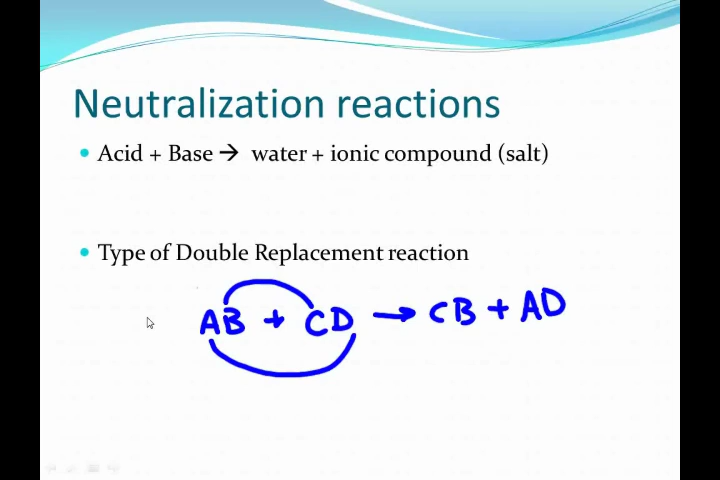 Neutralization reactions
• Acid + Base → water + ionic compound (salt)
• Type of Double Replacement reaction
AB + CD → CB + AD